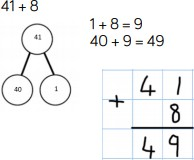 41 + 8
41
40
1
1 + 8 = 9
40 + 9 = 49
4 1
+ 8
4 9